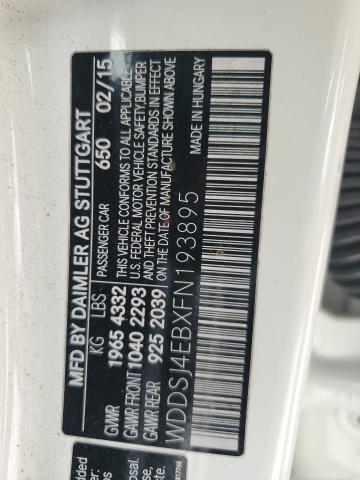 MFD BY DAIMLER AG STUTTGART
PASSENGER CAR 650 02/15
KG LBS
GVWR 1965 4332
GAWR FRONT 1040 2293
GAWR REAR 925 2039
THIS VEHICLE CONFORMS TO ALL APPLICABLE
U.S. FEDERAL MOTOR VEHICLE SAFETY,BUMPER
AND THEFT PREVENTION STANDARDS IN EFFECT
ON DATE OF MANUFACTURE SHOWN ABOVE
MADE IN HUNGARY
WDDSJ4EBXFN193895